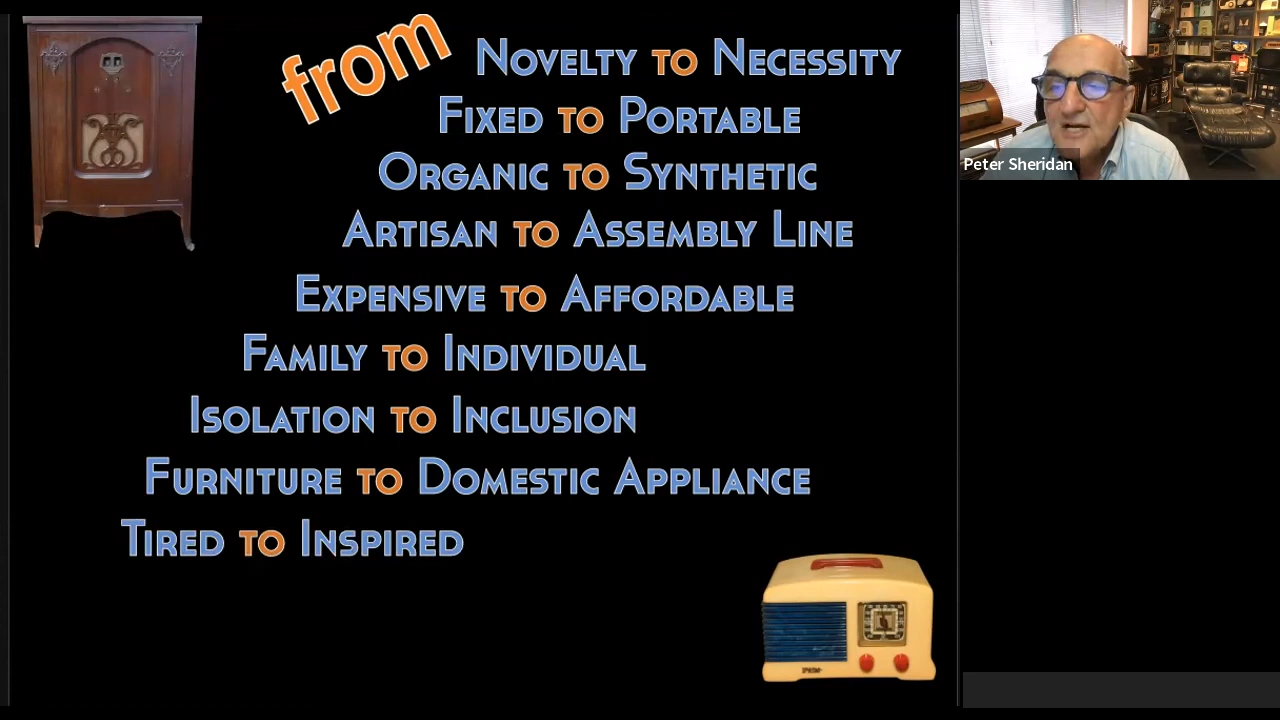 from
Novelty to Necessity
Fixed to Portable
Organic to Synthetic
Artisan to Assembly Line
Expensive to Affordable
Family to Individual
Isolation to Inclusion
Furniture to Domestic Appliance
Tired to Inspired
Peter Sheridan